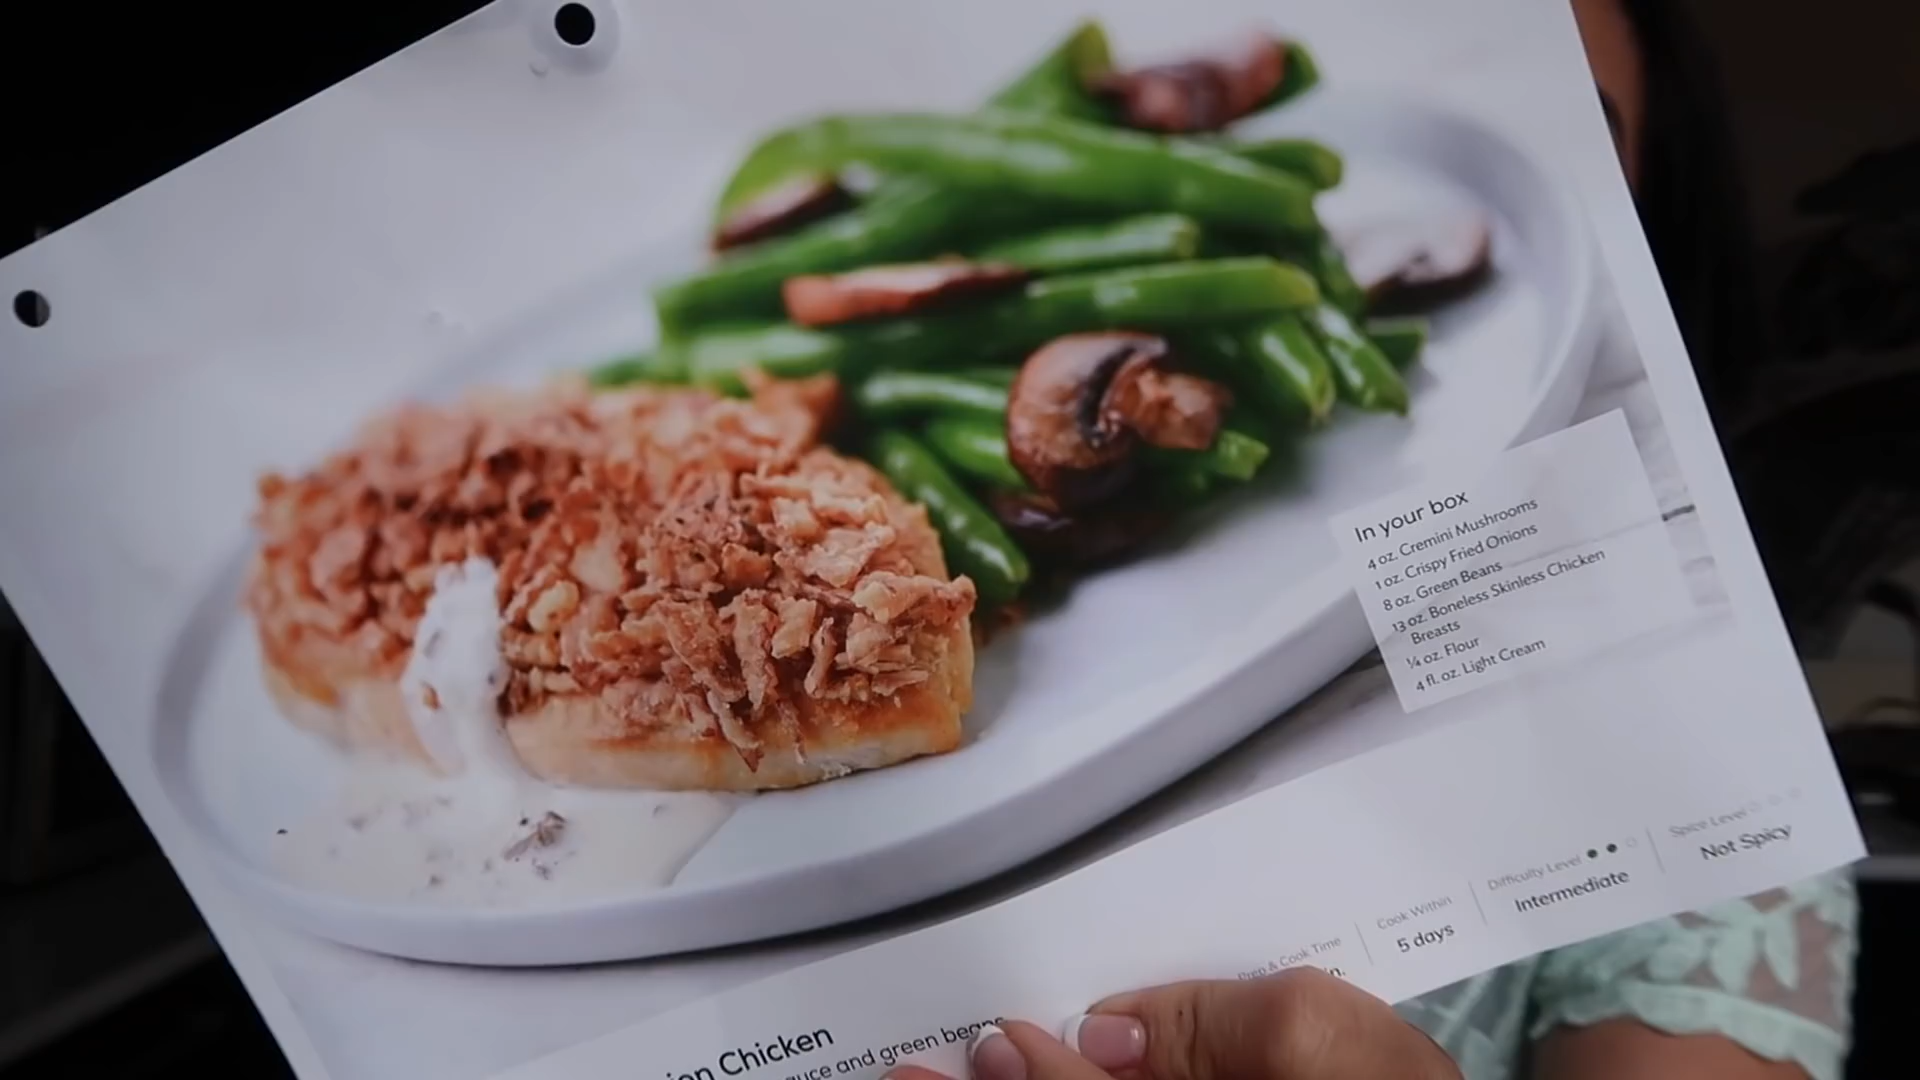 In your box
4 oz. Cremini Mushrooms
1 oz. Crispy Fried Onions
8 oz. Green Beans
13 oz. Boneless Skinless Chicken
Breasts
¼ oz. Flour
4 fl. oz. Light Cream
Prep & Cook Time
Cook Within
5 days
Difficulty Level
Intermediate
Spice Level
Not Spicy
Chicken
and green beans